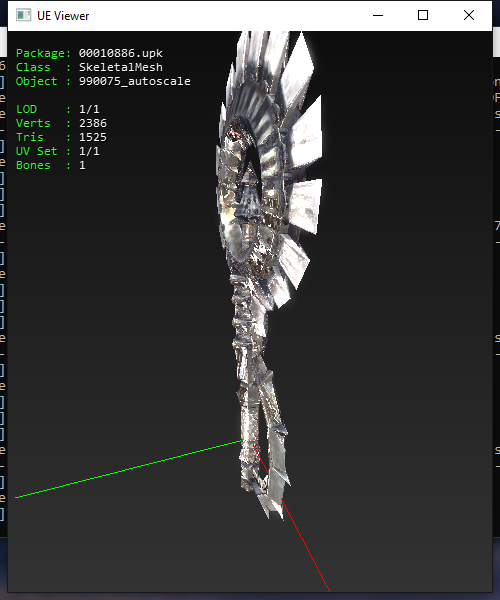 UE Viewer
Package: 00010886.upk
Class  : SkeletalMesh
Object : 990075_autoscale
LOD    : 1/1
Verts  : 2386
Tris   : 1525
UV Set : 1/1
Bones  : 1